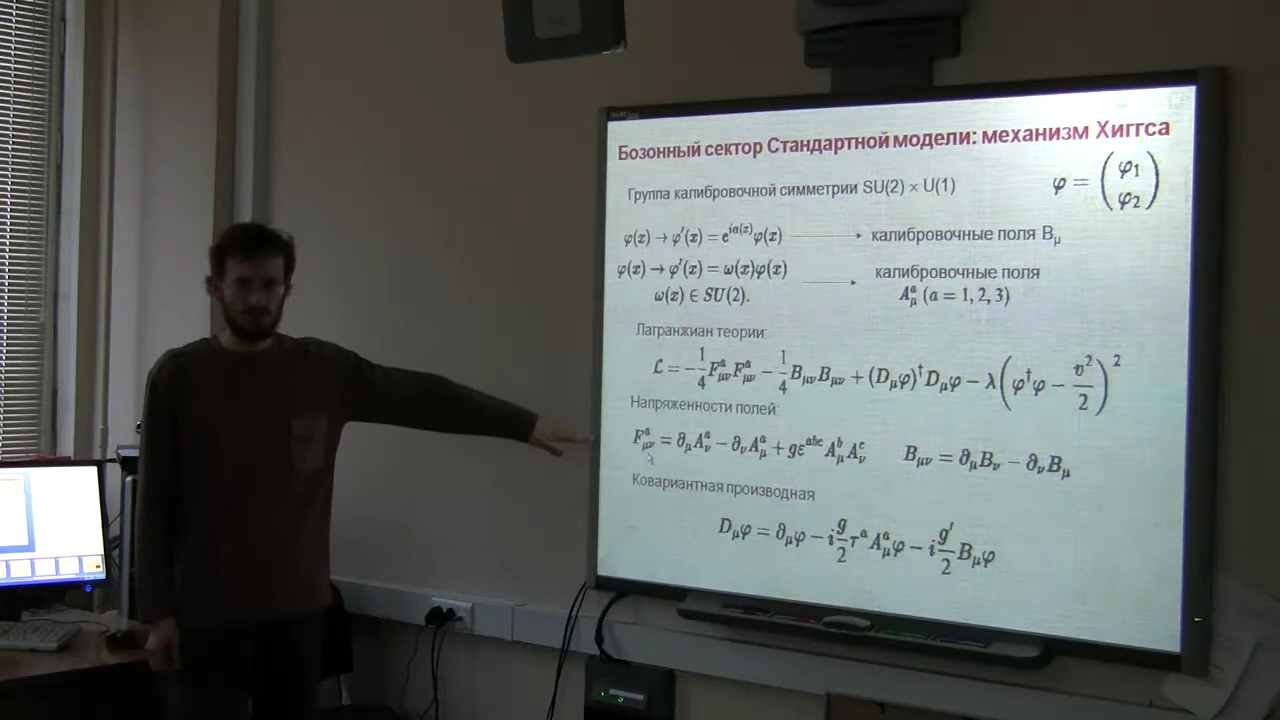 Бозонный сектор Стандартной модели: механизм Хиггса
Группа калибровочной симметрии SU(2) × U(1)
φ = (φ₁ φ₂)
φ(x) → φ′(x) = e^{iα(x)}φ(x) → калибровочные поля B_μ
φ(x) → φ′(x) = ω(x)φ(x)
ω(x) ∈ SU(2).
калибровочные поля
A^a_μ (a = 1, 2, 3)
Лагранжиан теории:
ℒ = −1/4 F^a_{μν}F^a_{μν} − 1/4 B_{μν}B_{μν} + (D_μφ)^†D_μφ − λ(φ^†φ − v²/2)²
Напряженности полей:
F^a_{μν} = ∂_μA^a_ν − ∂_νA^a_μ + gε^{abc}A^b_μA^c_ν
B_{μν} = ∂_μB_ν − ∂_νB_μ
Ковариантная производная
D_μφ = ∂_μφ − i g/2 τ^aA^a_μφ − i g′/2 B_μφ